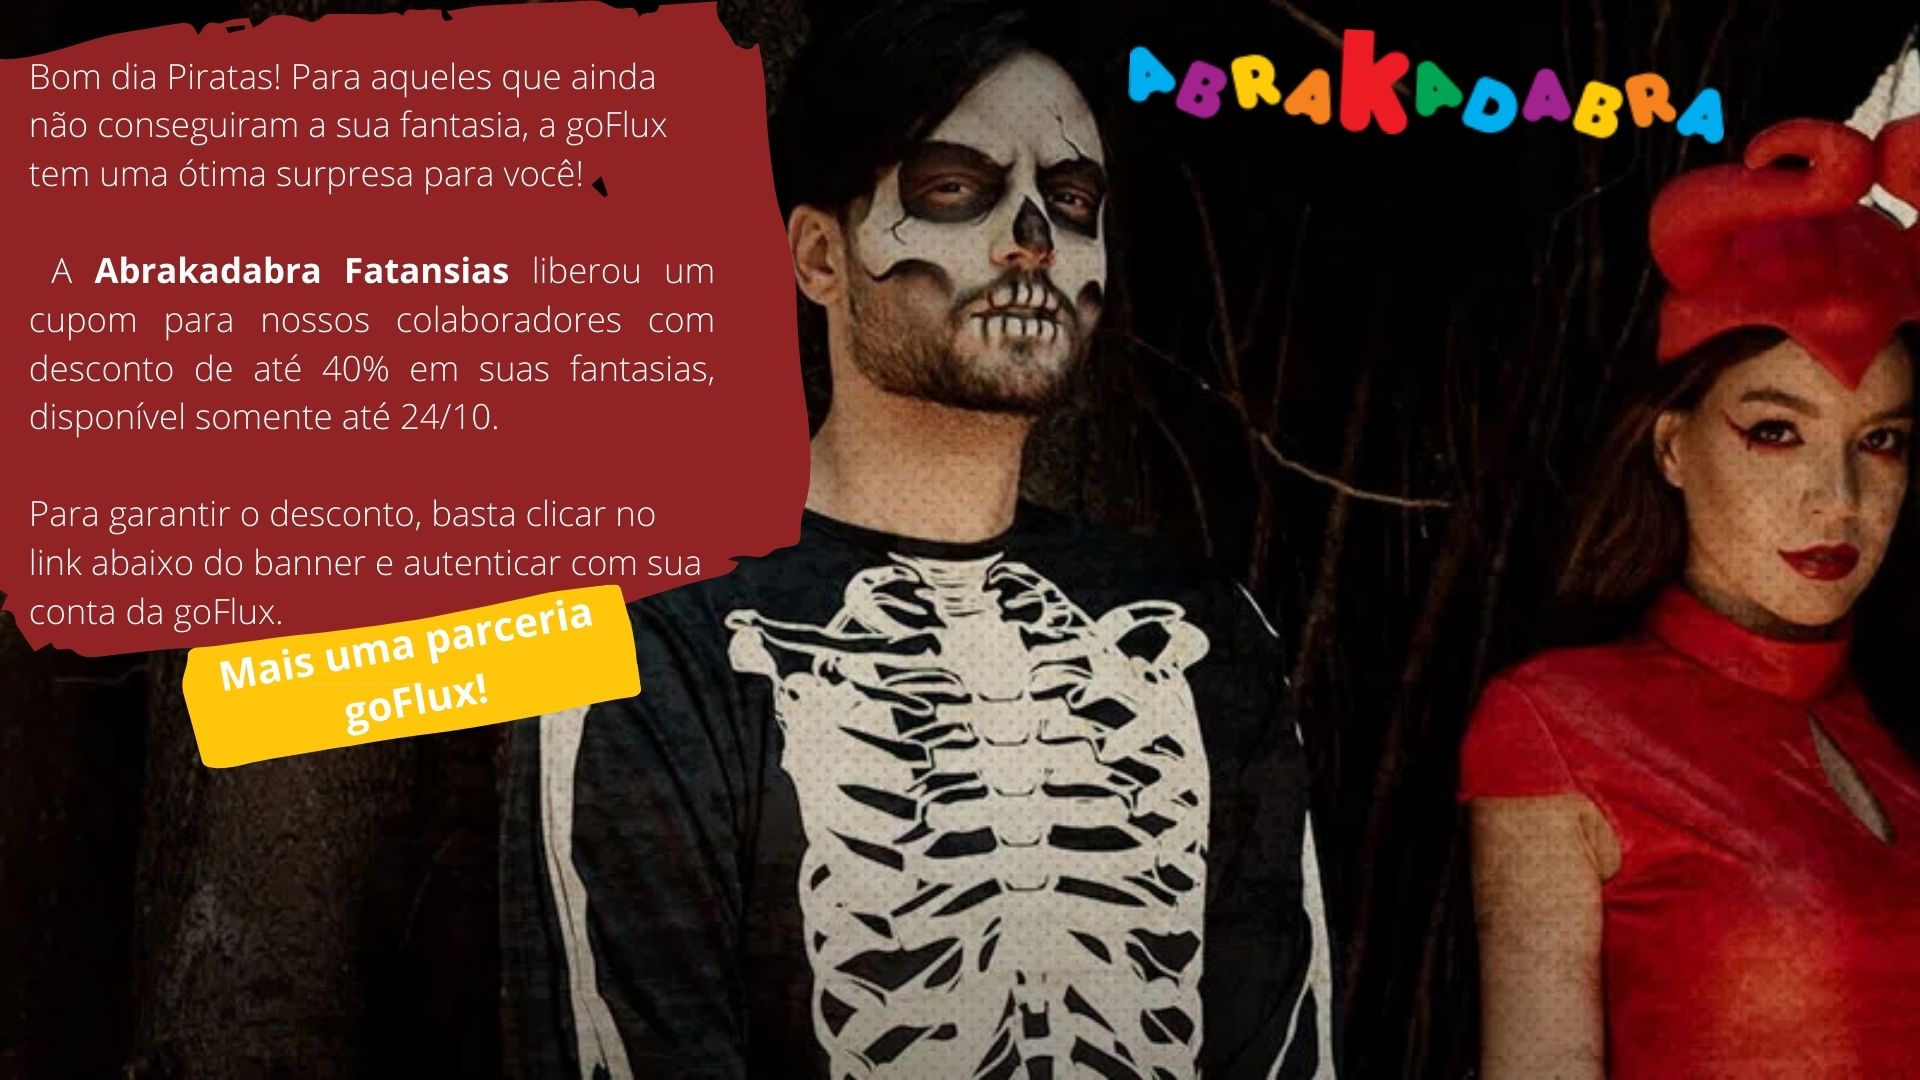 Bom dia Piratas! Para aqueles que ainda
não conseguiram a sua fantasia, a goFlux
tem uma ótima surpresa para você!
A Abrakadabra Fatansias liberou um
cupom para nossos colaboradores com
desconto de até 40% em suas fantasias,
disponível somente até 24/10.
Para garantir o desconto, basta clicar no
link abaixo do banner e autenticar com sua
conta da goFlux.
Mais uma parceria
goFlux!
ABRAKADABRA